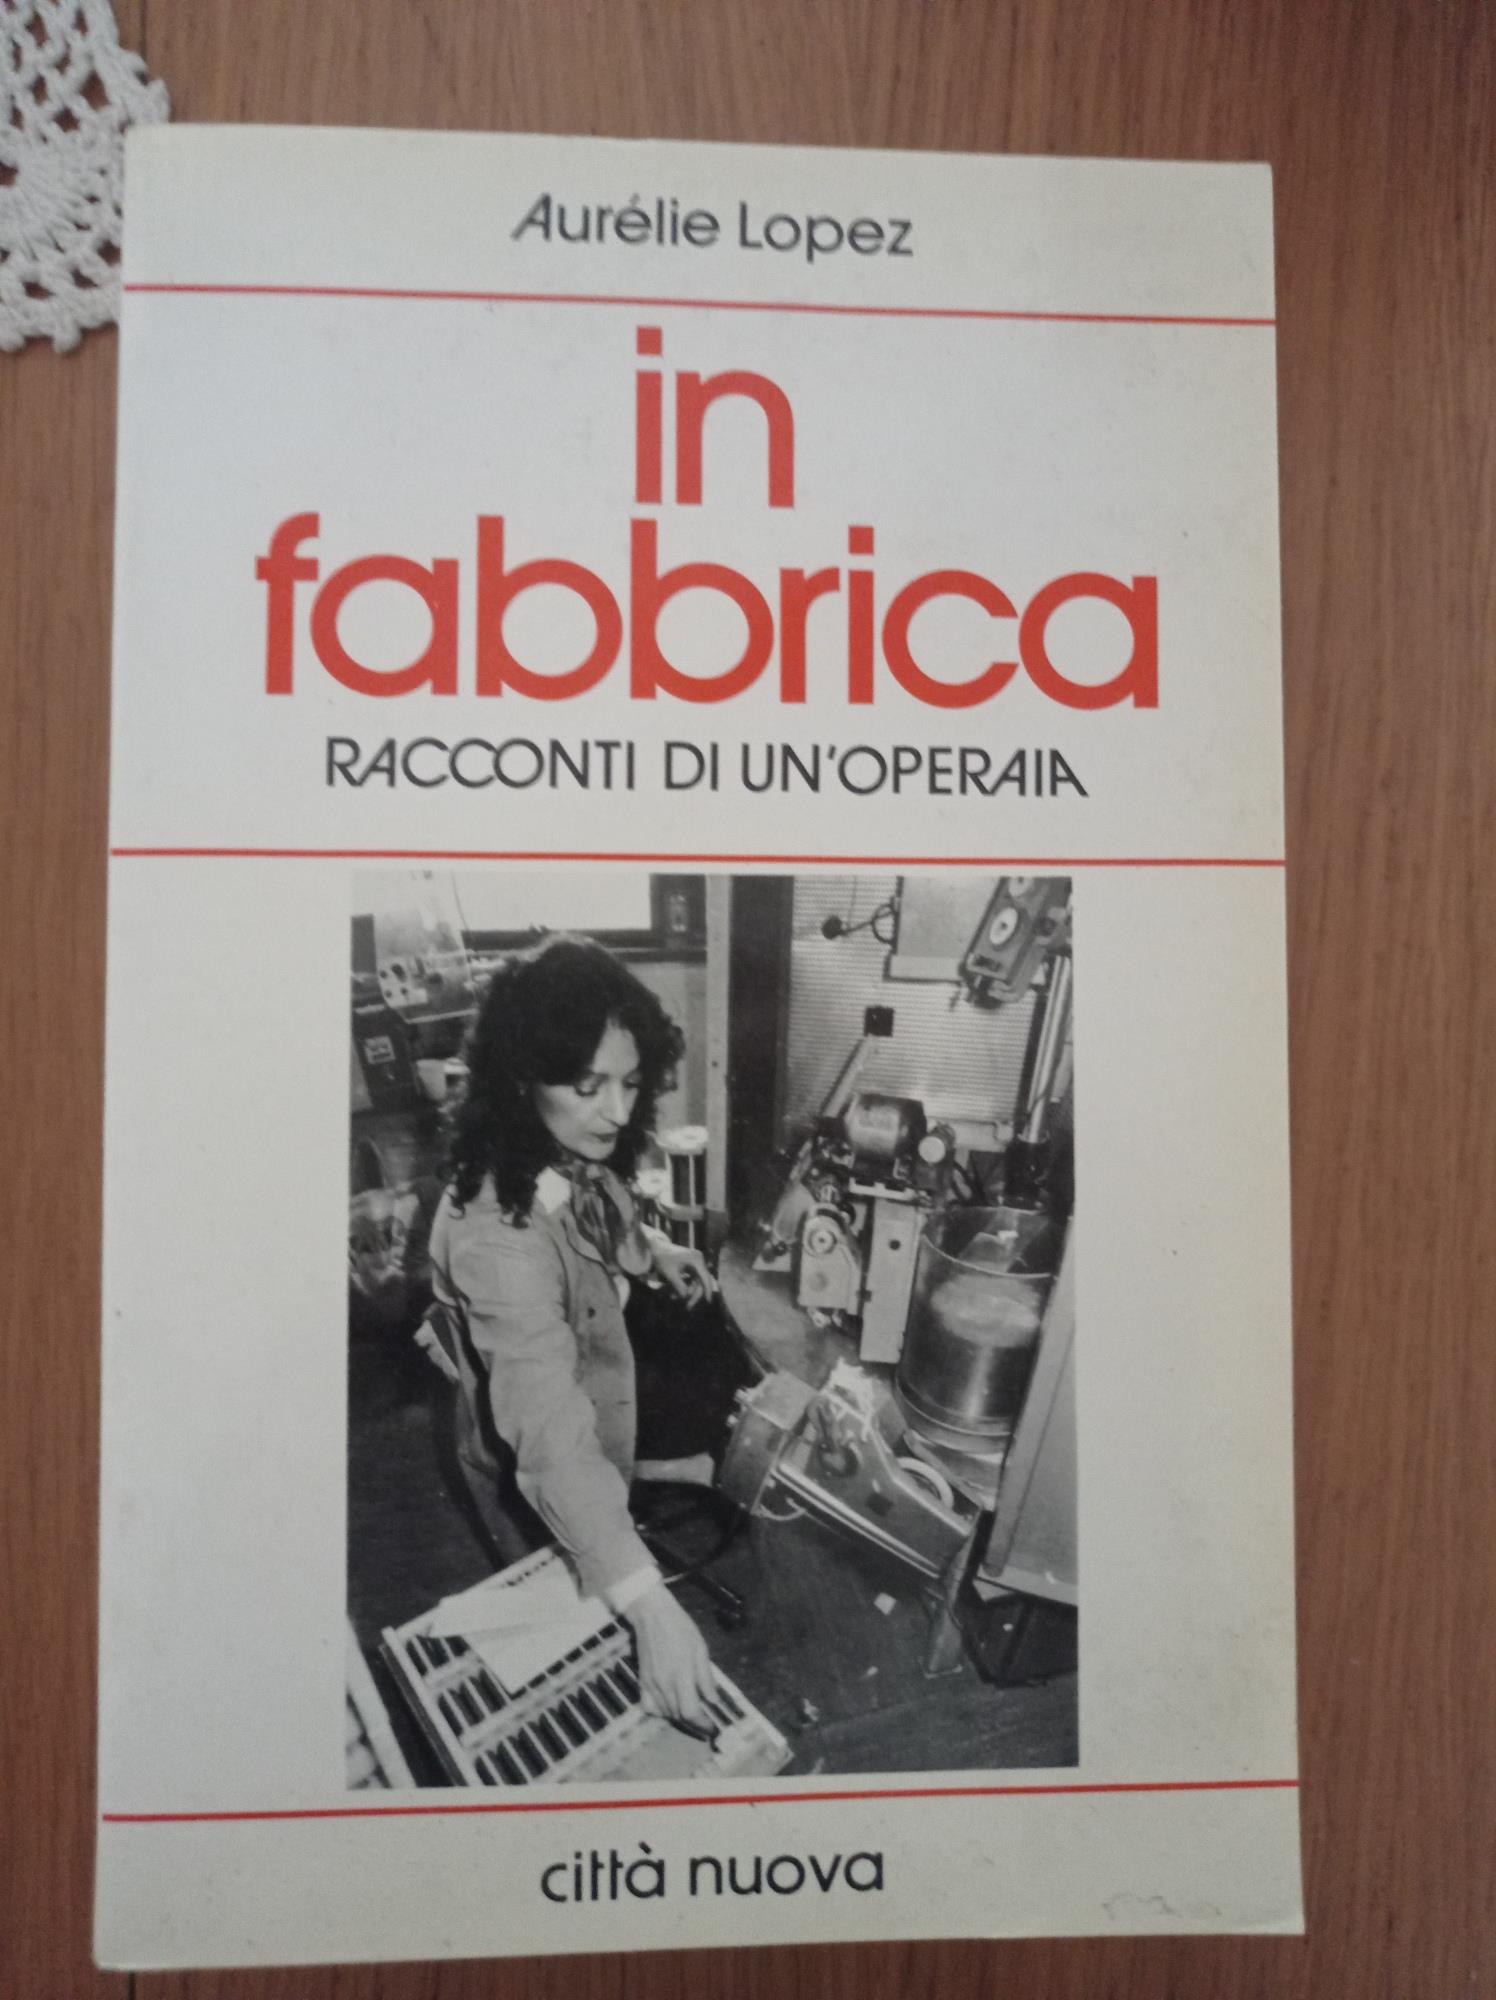 Aurélie Lopez
in
fabbrica
RACCONTI DI UN'OPERAIA
città nuova